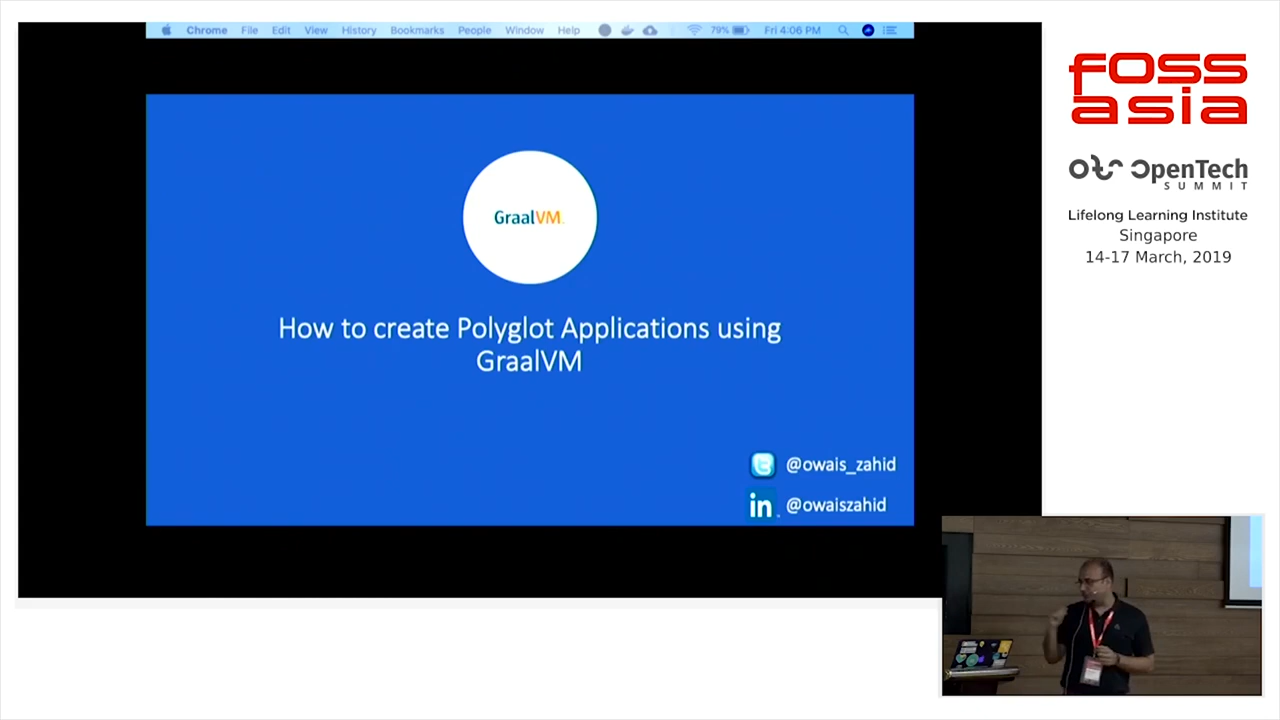 Chrome File Edit View History Bookmarks People Window Help 79% Fri 4:06 PM
GraalVM
How to create Polyglot Applications using
GraalVM
@owais_zahid
in @owaiszahid
fOSS
asia
OpenTech
SUMMIT
Lifelong Learning Institute
Singapore
14-17 March, 2019